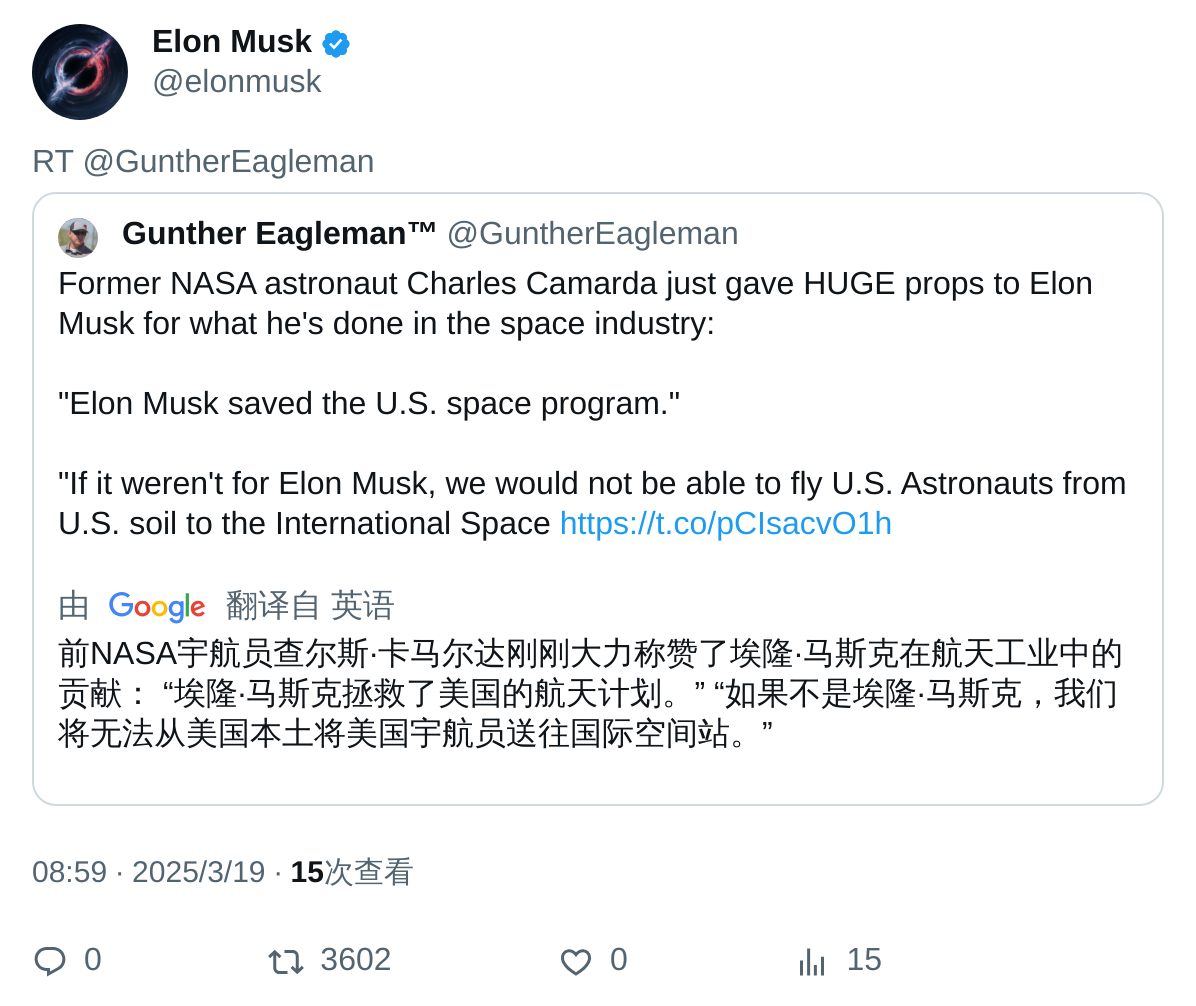 Elon Musk
@elonmusk
RT @GuntherEagleman
Gunther Eagleman™ @GuntherEagleman
Former NASA astronaut Charles Camarda just gave HUGE props to Elon
Musk for what he's done in the space industry:
"Elon Musk saved the U.S. space program."
"If it weren't for Elon Musk, we would not be able to fly U.S. Astronauts from
U.S. soil to the International Space https://t.co/pCIsacvO1h
由 Google 翻译自 英语
前NASA宇航员查尔斯·卡马尔达刚刚大力称赞了埃隆·马斯克在航天工业中的
贡献： “埃隆·马斯克拯救了美国的航天计划。” “如果不是埃隆·马斯克，我们
将无法从美国本土将美国宇航员送往国际空间站。”
08:59 · 2025/3/19 · 15次查看
0 3602 0 15